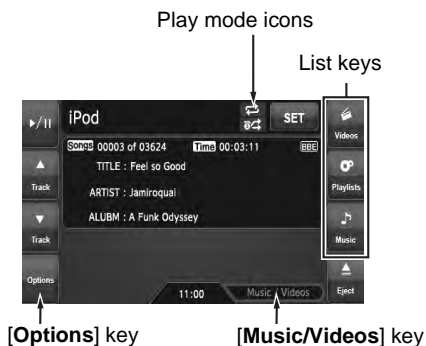 Play mode icons
List keys
iPod
SET
Videos
Songs 00003 of 03624 Time 00:03:11 BBE
TITLE : Feel so Good
Track
Playlists
ARTIST : Jamiroquai
ALUBM : A Funk Odyssey
Track
Music
Options
11:00
Music / Videos
Eject
[Options] key
[Music/Videos] key